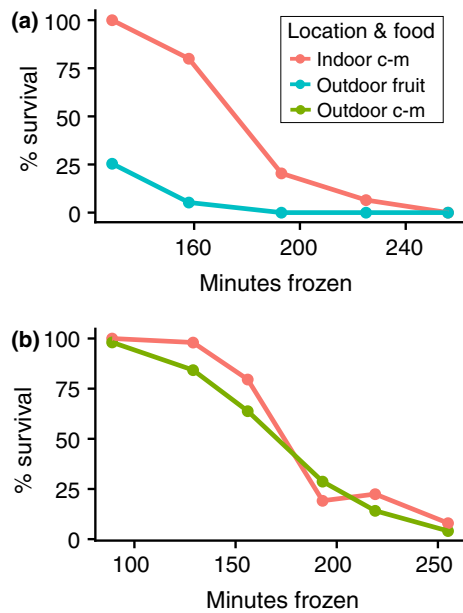 (a)
100
75
50
25
0
% survival
Location & food
Indoor c-m
Outdoor fruit
Outdoor c-m
160 200 240
Minutes frozen
(b)
100
75
50
25
0
% survival
100 150 200 250
Minutes frozen